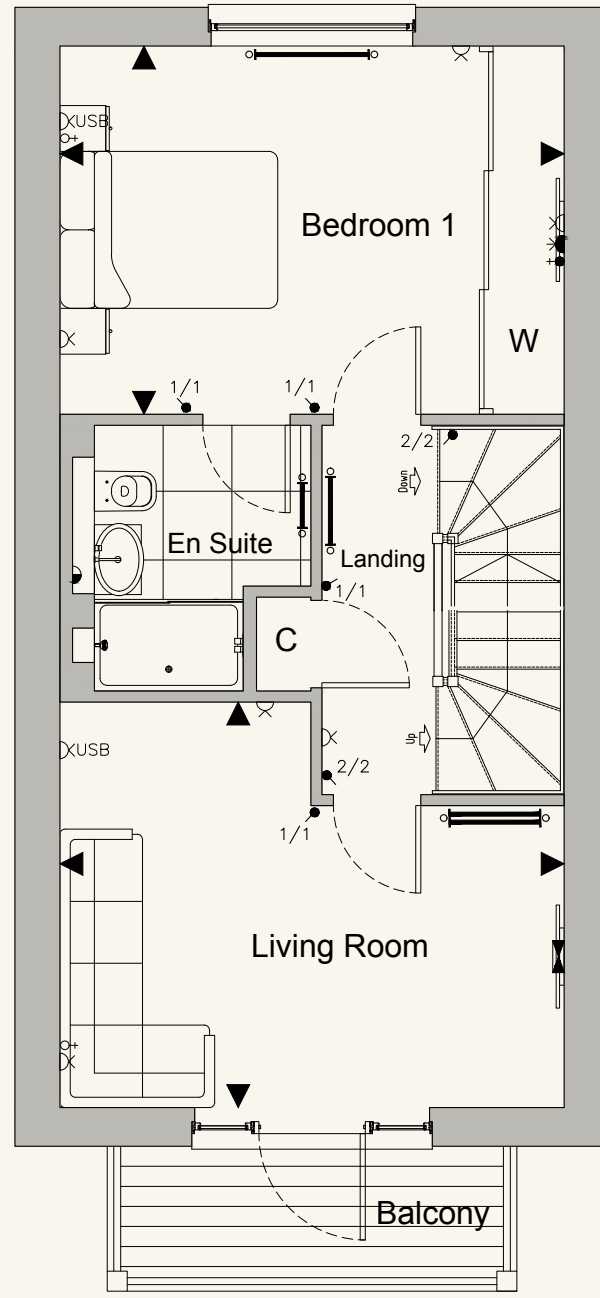 USB
Bedroom 1
W
1/1
1/1
2/2
Down
D
En Suite
Landing
1/1
C
Up
USB
2/2
1/1
Living Room
Balcony